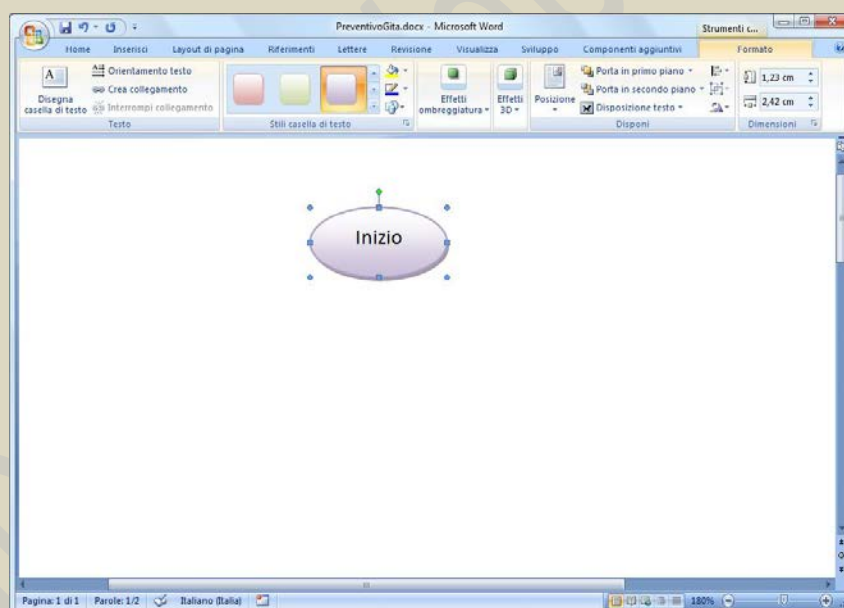 PreventivoGita.docx - Microsoft Word
Strumenti c...
Home Inserisci Layout di pagina Riferimenti Lettere Revisione Visualizza Sviluppo Componenti aggiuntivi Formato
A
Disegna casella di testo
Orientamento testo
Crea collegamento
Interrompi collegamento
Testo
Stili casella di testo
Effetti ombreggiatura
Effetti 3D
Posizione
Porta in primo piano
Porta in secondo piano
Disposizione testo
Disponi
1,23 cm
2,42 cm
Dimensioni
Inizio
Pagina: 1 di 1 Parole: 1/2 Italiano (Italia) 180%